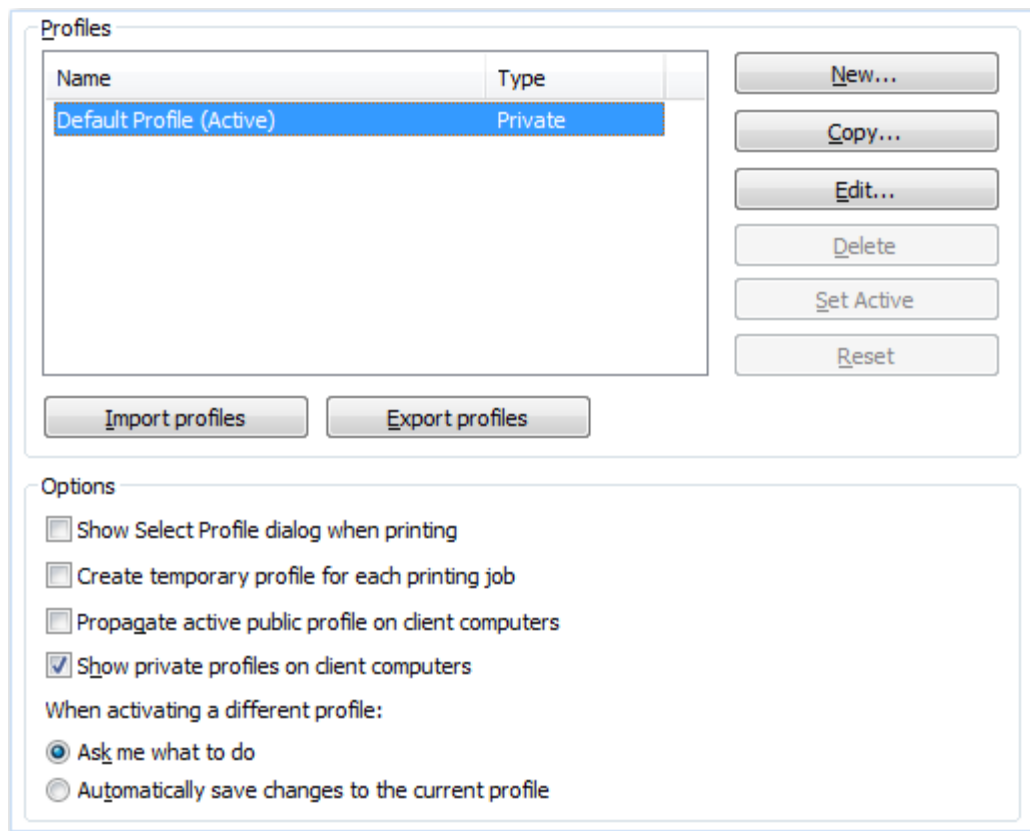 Profiles
Name Type
Default Profile (Active) Private
New...
Copy...
Edit...
Delete
Set Active
Reset
Import profiles Export profiles
Options
Show Select Profile dialog when printing
Create temporary profile for each printing job
Propagate active public profile on client computers
Show private profiles on client computers
When activating a different profile:
Ask me what to do
Automatically save changes to the current profile